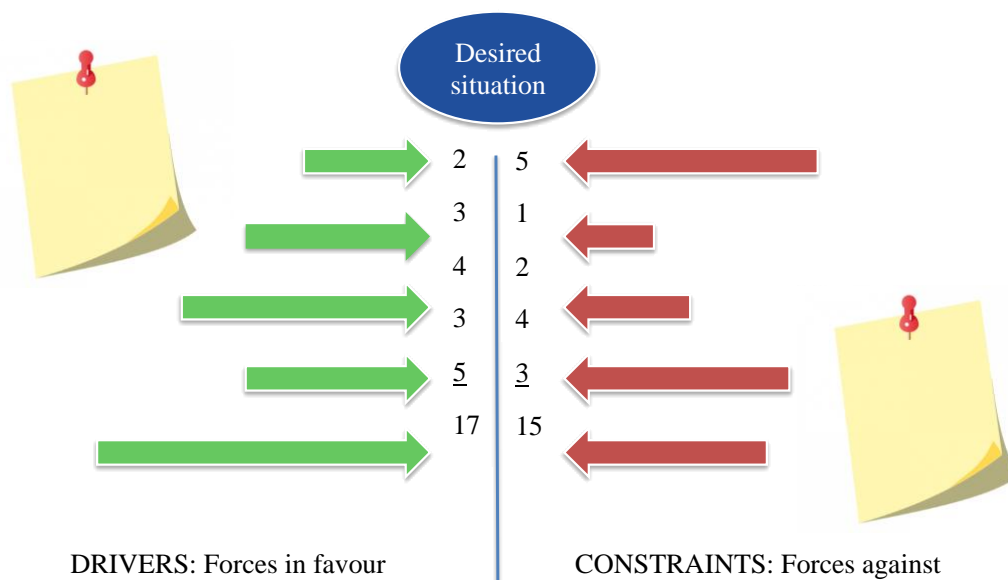 Desired
situation
2 5
3 1
4 2
3 4
5 3
17 15
DRIVERS: Forces in favour
CONSTRAINTS: Forces against